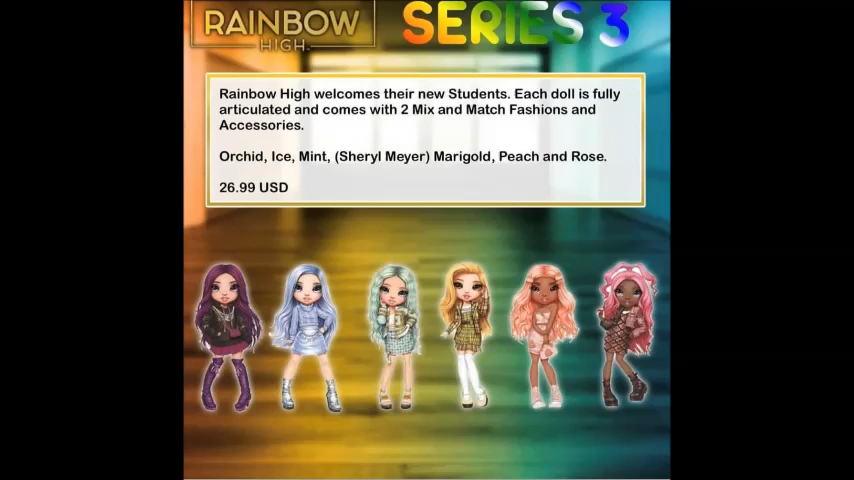 RAINBOW
HIGH
SERIES 3
Rainbow High welcomes their new Students. Each doll is fully
articulated and comes with 2 Mix and Match Fashions and
Accessories.
Orchid, Ice, Mint, (Sheryl Meyer) Marigold, Peach and Rose.
26.99 USD